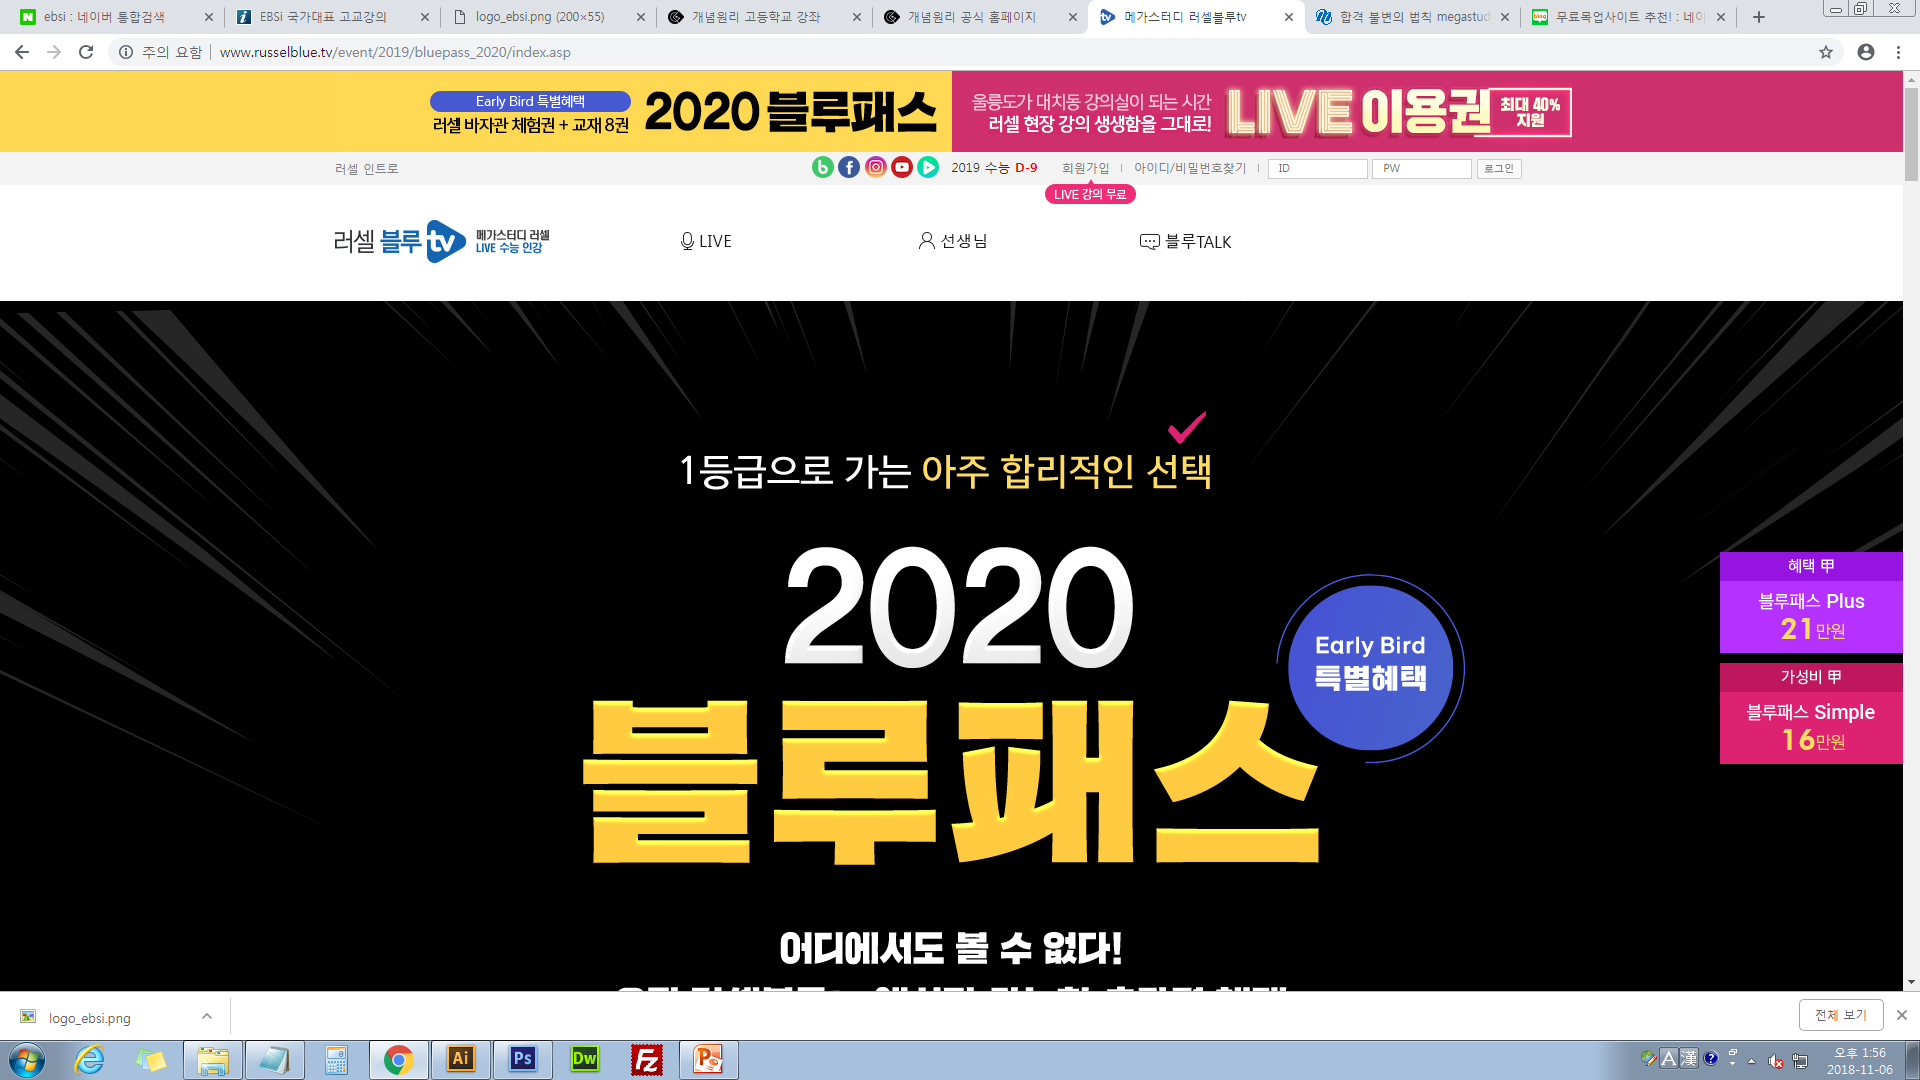 ebsi : 네이버 통합검색
EBSi 국가대표 고교강의
logo_ebsi.png (200×55)
개념원리 고등학교 강좌
개념원리 공식 홈페이지
메가스터디 러셀블루tv
합격 불변의 법칙 megastud
무료목업사이트 추천! : 네이
주의 요함
www.russelblue.tv/event/2019/bluepass_2020/index.asp
Early Bird 특별혜택
러셀 바자관 체험권 + 교재 8권
2020 블루패스
울릉도가 대치동 강의실이 되는 시간
러셀 현장 강의 생생함을 그대로!
LIVE 이용권
최대 40%
지원
러셀 인트로
2019 수능 D-9
회원가입
아이디/비밀번호찾기
ID
PW
로그인
LIVE 강의 무료
러셀 블루 tv
메가스터디 러셀
LIVE 수능 인강
LIVE
선생님
블루TALK
1등급으로 가는 아주 합리적인 선택
2020
블루패스
Early Bird
특별혜택
혜택 甲
블루패스 Plus
21만원
가성비 甲
블루패스 Simple
16만원
어디에서도 볼 수 없다!
logo_ebsi.png
전체 보기
Ai
Ps
Dw
Fz
A 漢
오후 1:56
2018-11-06